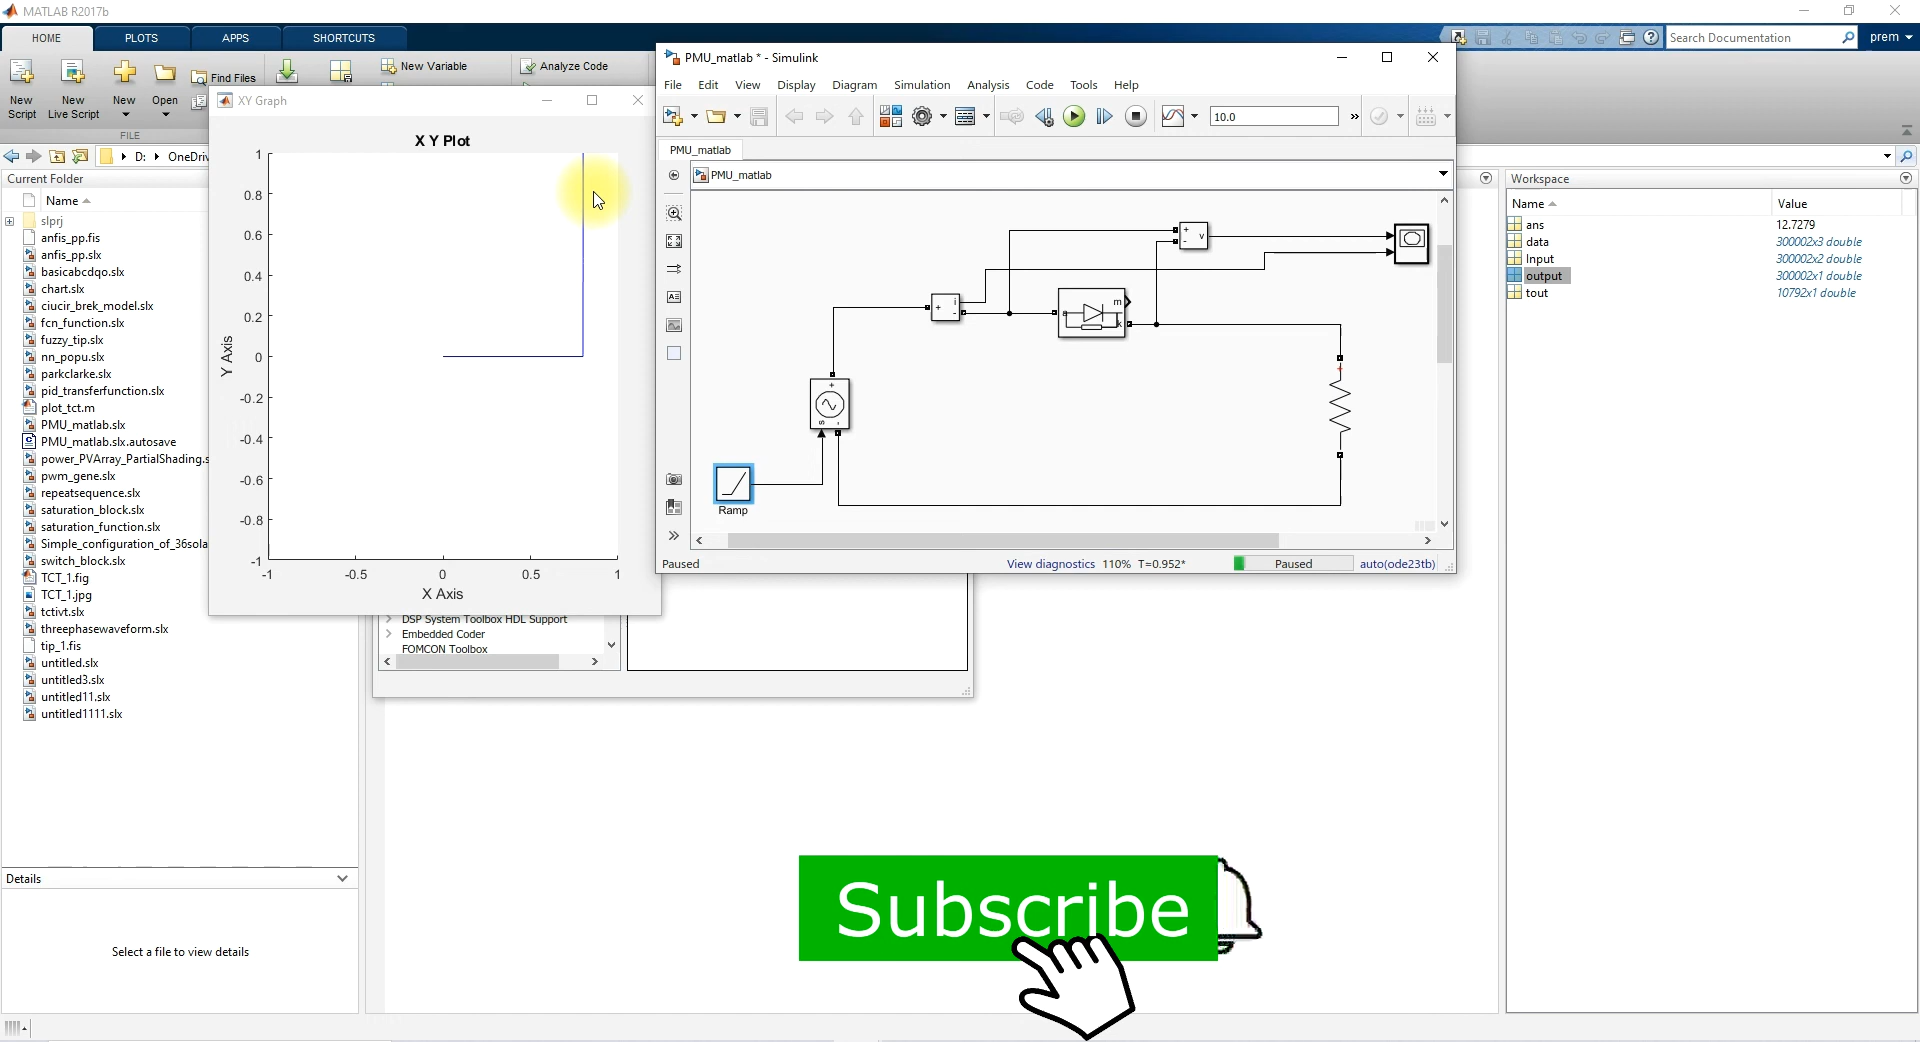 MATLAB R2017b
HOME
PLOTS
APPS
SHORTCUTS
Search Documentation
prem
New Script
New Live Script
New
Open
Find Files
New Variable
Analyze Code
FILE
D:
Current Folder
Name
slprj
anfis_pp.fis
anfis_pp.slx
basicabcdqo.slx
chart.slx
ciucir_brek_model.slx
fcn_function.slx
fuzzy_tip.slx
nn_popu.slx
parkclarke.slx
pid_transferfunction.slx
plot_tct.m
PMU_matlab.slx
PMU_matlab.slx.autosave
power_PVArray_PartialShading.s
pwm_gene.slx
repeatsequence.slx
saturation_block.slx
saturation_function.slx
Simple_configuration_of_36sola
switch_block.slx
TCT_1.fig
TCT_1.jpg
tctivt.slx
threephasewaveform.slx
tip_1.fis
untitled.slx
untitled3.slx
untitled11.slx
untitled1111.slx
Details
Select a file to view details
XY Graph
X Y Plot
1
0.8
0.6
0.4
0.2
0
-0.2
-0.4
-0.6
-0.8
-1
Y Axis
-1
-0.5
0
0.5
1
X Axis
DSP System Toolbox HDL Support
Embedded Coder
FOMCON Toolbox
PMU_matlab * - Simulink
File
Edit
View
Display
Diagram
Simulation
Analysis
Code
Tools
Help
10.0
PMU_matlab
PMU_matlab
+
-
v
+
i
-
a
m
k
+
s
-
+
Ramp
Paused
View diagnostics
110%
T=0.952*
Paused
auto(ode23tb)
Workspace
Name
Value
ans
12.7279
data
300002x3 double
Input
300002x2 double
output
300002x1 double
tout
10792x1 double
Subscribe